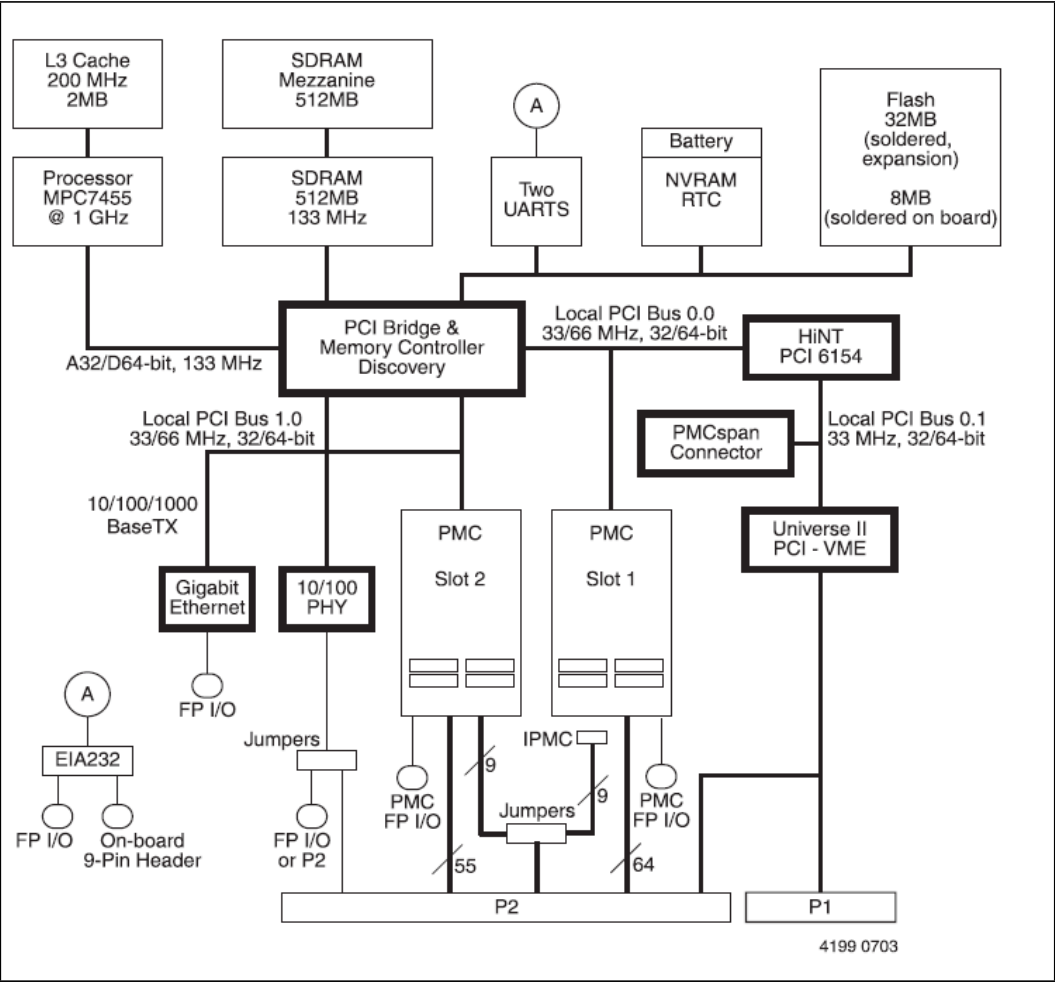 L3 Cache
200 MHz
2MB
SDRAM
Mezzanine
512MB
A
Flash
32MB
(soldered,
expansion)
8MB
(soldered on board)
Battery
NVRAM
RTC
Processor
MPC7455
@ 1 GHz
SDRAM
512MB
133 MHz
Two
UARTS
PCI Bridge &
Memory Controller
Discovery
Local PCI Bus 0.0
33/66 MHz, 32/64-bit
HiNT
PCI 6154
A32/D64-bit, 133 MHz
Local PCI Bus 1.0
33/66 MHz, 32/64-bit
PMCspan
Connector
Local PCI Bus 0.1
33 MHz, 32/64-bit
10/100/1000
BaseTX
PMC
Slot 2
PMC
Slot 1
Universe II
PCI - VME
Gigabit
Ethernet
10/100
PHY
FP I/O
A
EIA232
FP I/O
On-board
9-Pin Header
Jumpers
FP I/O
or P2
PMC
FP I/O
9
IPMC
9
Jumpers
PMC
FP I/O
55
64
P2
P1
4199 0703